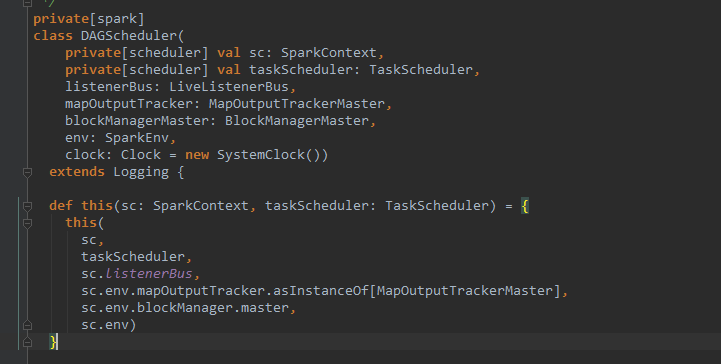 */
private[spark]
class DAGScheduler(
    private[scheduler] val sc: SparkContext,
    private[scheduler] val taskScheduler: TaskScheduler,
    listenerBus: LiveListenerBus,
    mapOutputTracker: MapOutputTrackerMaster,
    blockManagerMaster: BlockManagerMaster,
    env: SparkEnv,
    clock: Clock = new SystemClock())
  extends Logging {
  def this(sc: SparkContext, taskScheduler: TaskScheduler) = {
    this(
      sc,
      taskScheduler,
      sc.listenerBus,
      sc.env.mapOutputTracker.asInstanceOf[MapOutputTrackerMaster],
      sc.env.blockManager.master,
      sc.env)
  }